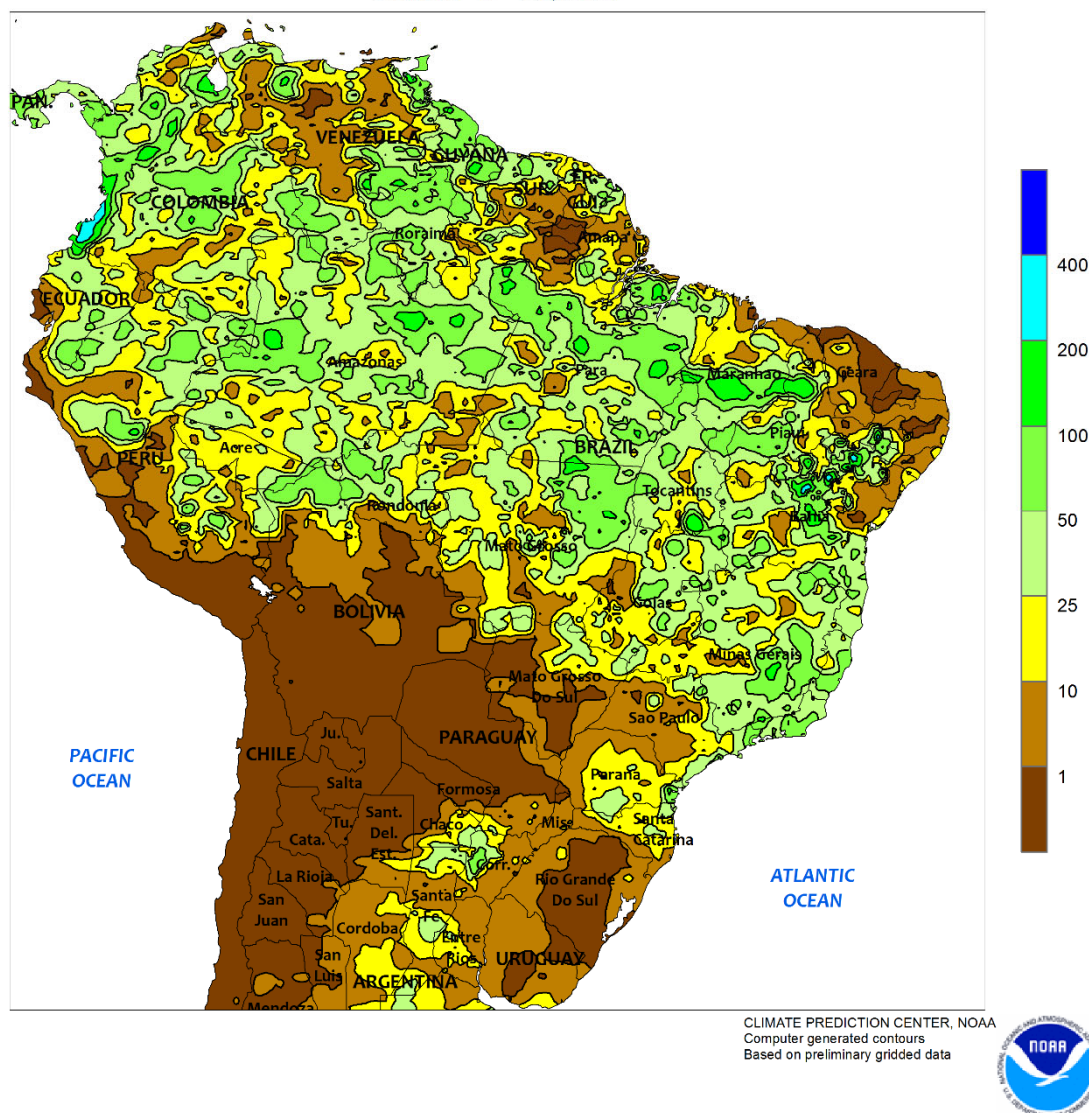 PAN.
VENEZUELA
GUYANA
FR.
SUR.
GUI.
COLOMBIA
Roraima
Amapa
ECUADOR
Amazonas
Para
Maranhao
Ceara
Piaui
BRAZIL
Acre
PERU
Tocantins
Rondonia
Bahia
Mato Grosso
BOLIVIA
Goias
Minas Gerais
Mato Grosso
Do Sul
Sao Paulo
PARAGUAY
CHILE
Ju.
PACIFIC
OCEAN
Salta
Formosa
Parana
Sant.
Del.
Est.
Tu.
Chaco
Mis.
Santa
Catarina
Cata.
Corr.
La Rioja
Rio Grande
Do Sul
ATLANTIC
OCEAN
San
Juan
Santa
Fe
Cordoba
Entre
Rios
URUGUAY
San
Luis
ARGENTINA
Mendoza
400
200
100
50
25
10
1
CLIMATE PREDICTION CENTER, NOAA
Computer generated contours
Based on preliminary gridded data
NOAA